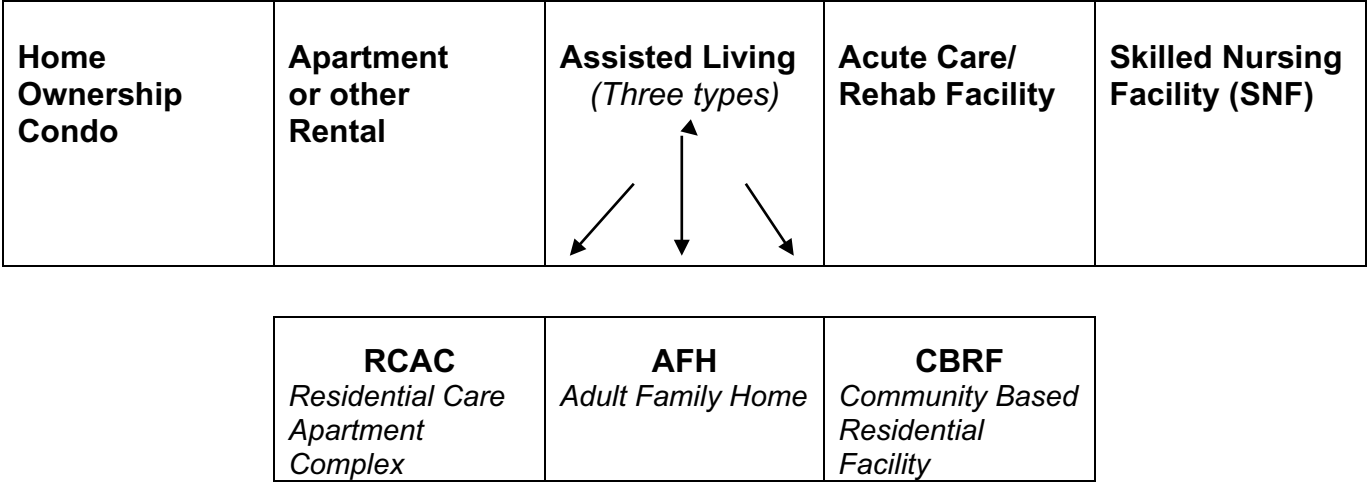 Home
Ownership
Condo
Apartment
or other
Rental
Assisted Living
(Three types)
Acute Care/
Rehab Facility
Skilled Nursing
Facility (SNF)
RCAC
Residential Care
Apartment
Complex
AFH
Adult Family Home
CBRF
Community Based
Residential
Facility